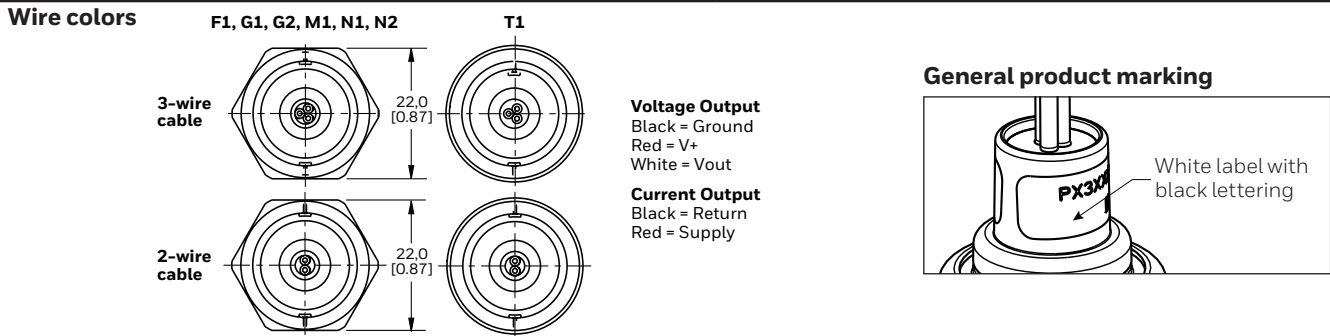 Wire colors
F1, G1, G2, M1, N1, N2
T1
3-wire
cable
22,0
[0.87]
2-wire
cable
22,0
[0.87]
Voltage Output
Black = Ground
Red = V+
White = Vout
Current Output
Black = Return
Red = Supply
General product marking
PX3XX
White label with
black lettering